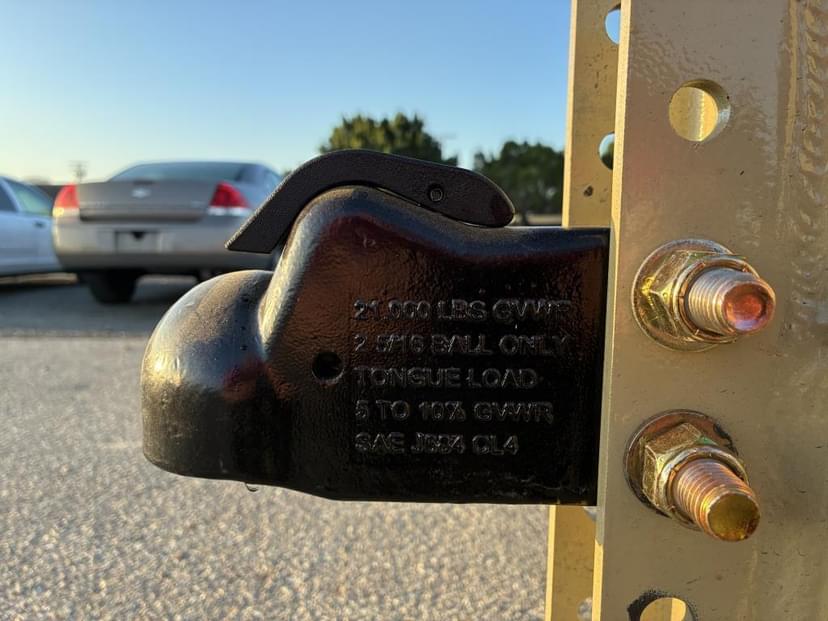 21,000 LBS GVWR
2 5/16 BALL ONLY
TONGUE LOAD
5 TO 10% GVWR
SAE J684 CL4